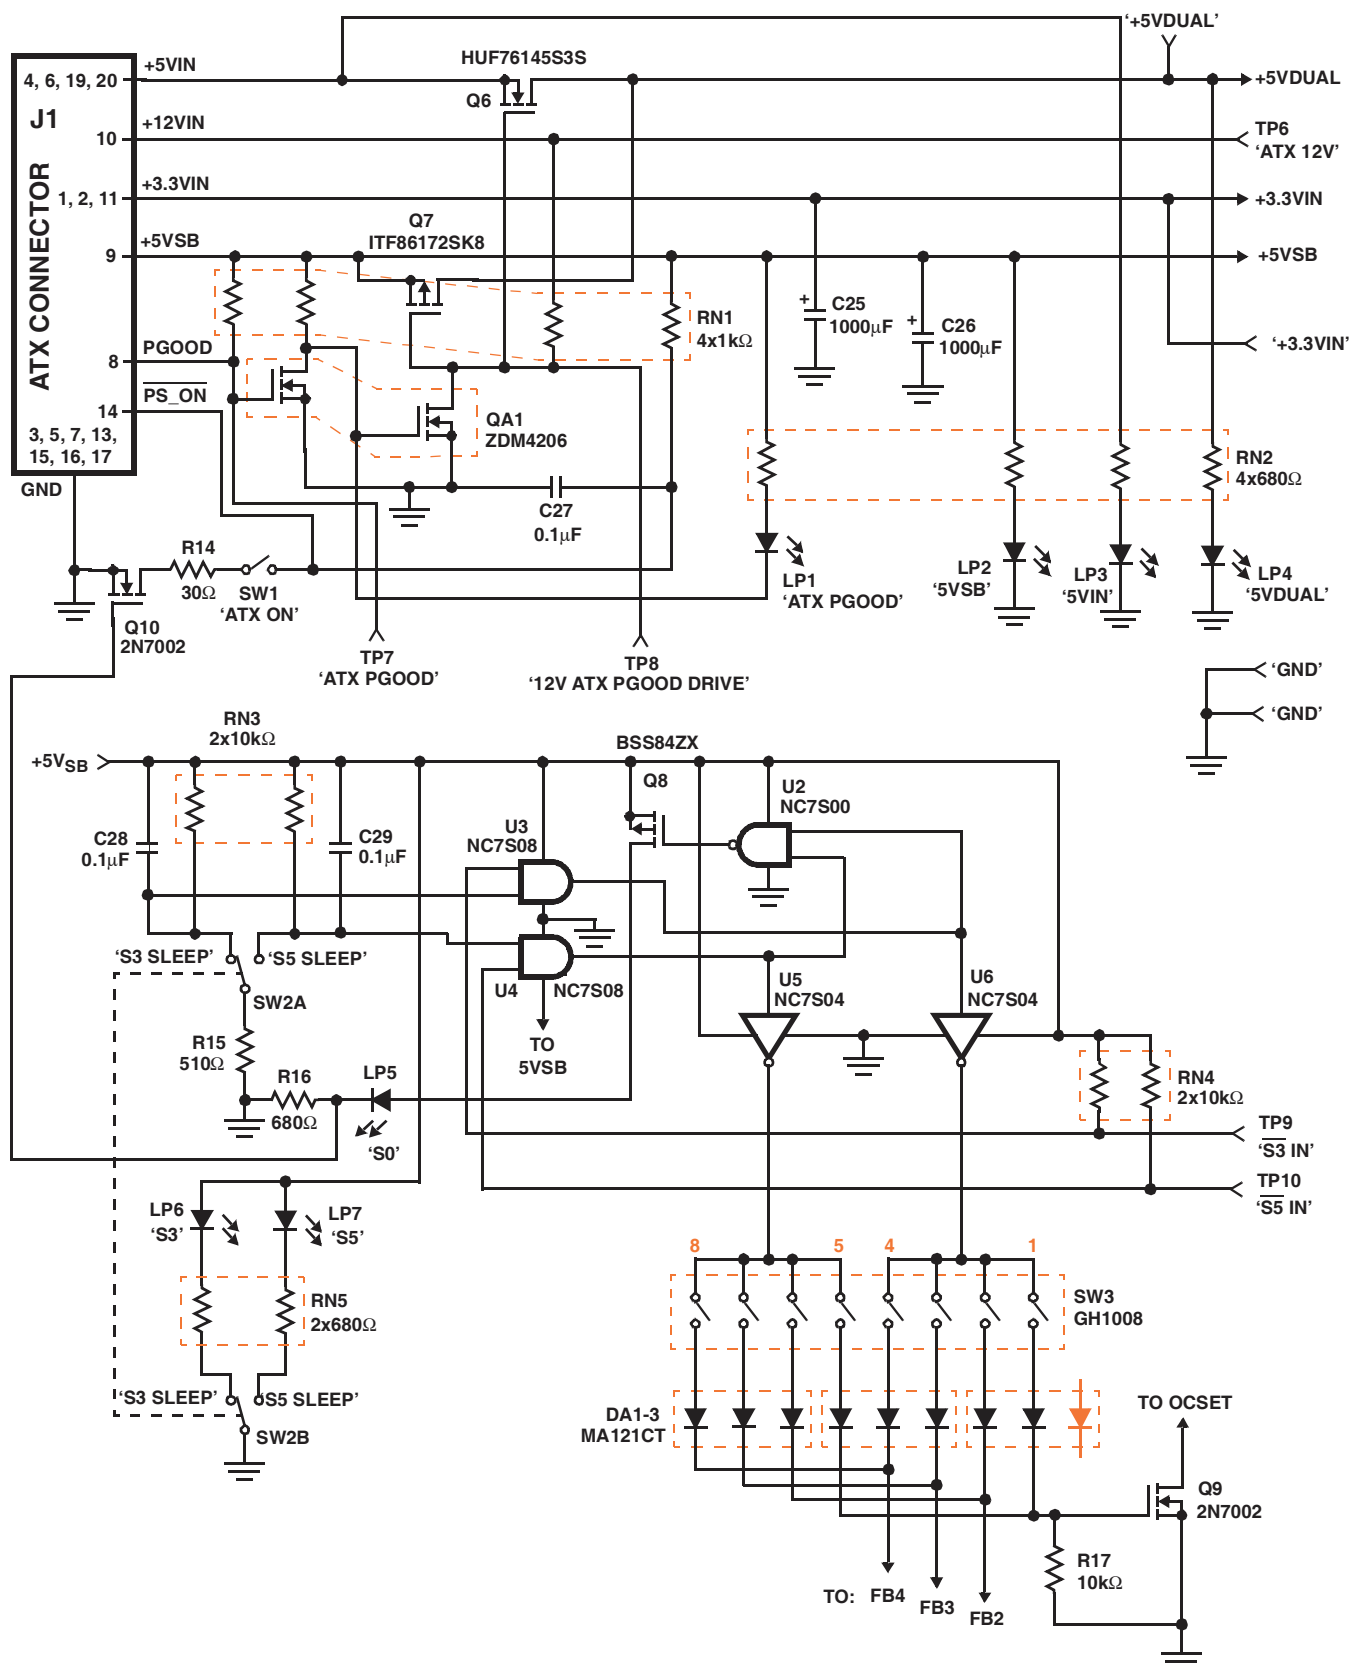 '+5VDUAL'
+5VIN
HUF76145S3S
4, 6, 19, 20
Q6
+5VDUAL
J1
+12VIN
10
TP6
'ATX 12V'
ATX CONNECTOR
+3.3VIN
1, 2, 11
+3.3VIN
Q7
ITF86172SK8
+5VSB
9
+5VSB
RN1
4x1kΩ
+ C25
1000μF
+ C26
1000μF
'+3.3VIN'
PGOOD
8
PS_ON
14
QA1
ZDM4206
3, 5, 7, 13,
15, 16, 17
GND
RN2
4x680Ω
C27
0.1μF
R14
30Ω
SW1
'ATX ON'
Q10
2N7002
LP1
'ATX PGOOD'
LP2
'5VSB'
LP3
'5VIN'
LP4
'5VDUAL'
TP7
'ATX PGOOD'
TP8
'12V ATX PGOOD DRIVE'
'GND'
'GND'
RN3
2x10kΩ
+5VSB
BSS84ZX
Q8
U2
NC7S00
C28
0.1μF
C29
0.1μF
U3
NC7S08
'S3 SLEEP'
'S5 SLEEP'
SW2A
U4
NC7S08
U5
NC7S04
U6
NC7S04
TO
5VSB
R15
510Ω
R16
680Ω
LP5
'S0'
RN4
2x10kΩ
TP9
'S3 IN'
TP10
'S5 IN'
LP6
'S3'
LP7
'S5'
8
5
4
1
RN5
2x680Ω
SW3
GH1008
'S3 SLEEP'
'S5 SLEEP'
SW2B
DA1-3
MA121CT
TO OCSET
Q9
2N7002
R17
10kΩ
TO:
FB4
FB3
FB2